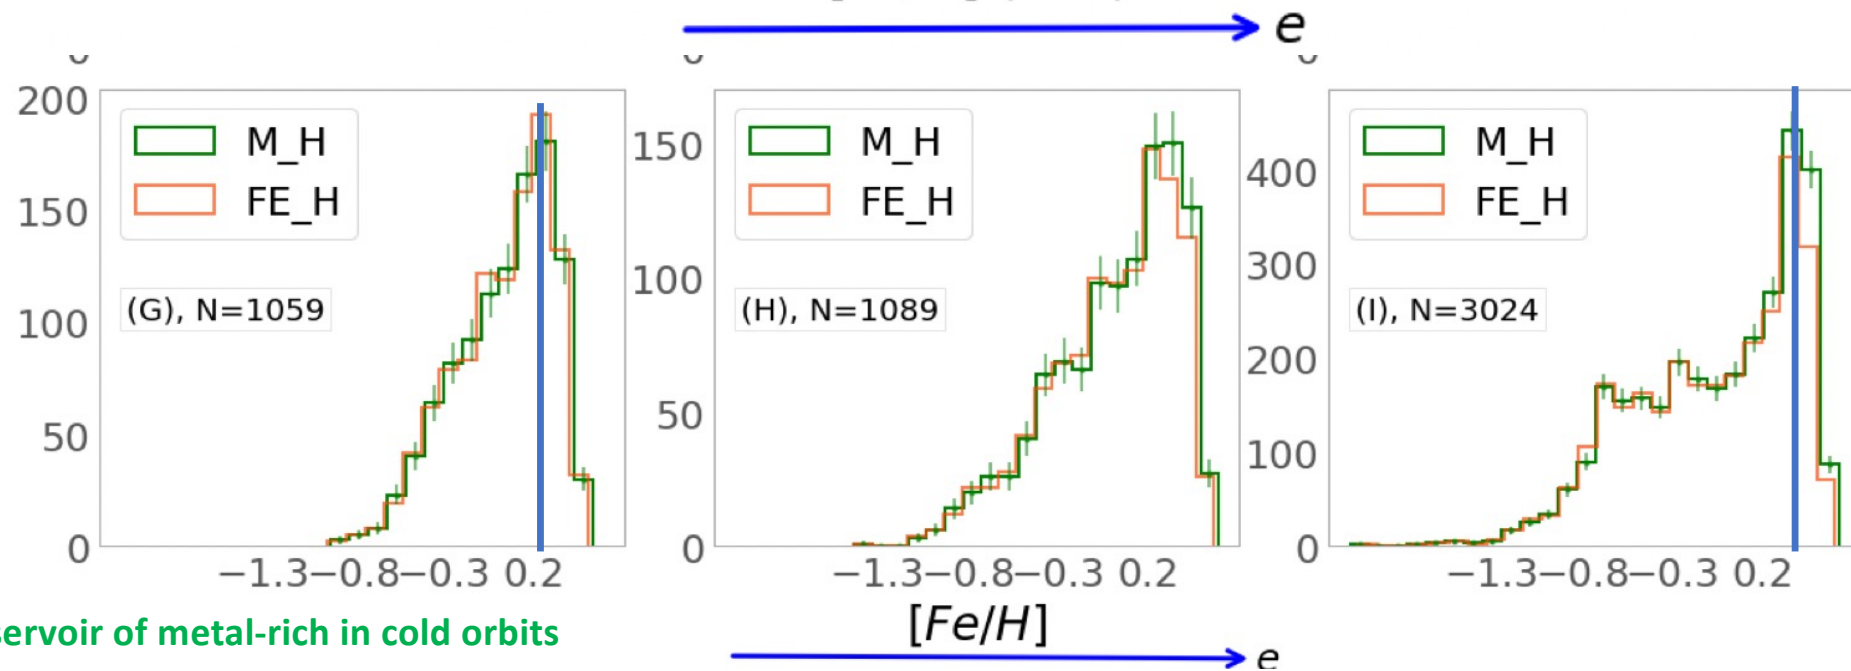 e
200
150
100
50
0
M_H
FE_H
(G), N=1059
−1.3 −0.8 −0.3 0.2
150
100
50
0
M_H
FE_H
(H), N=1089
−1.3 −0.8 −0.3 0.2
[Fe/H]
400
300
200
100
0
M_H
FE_H
(I), N=3024
−1.3 −0.8 −0.3 0.2
of metal-rich in cold orbits
e